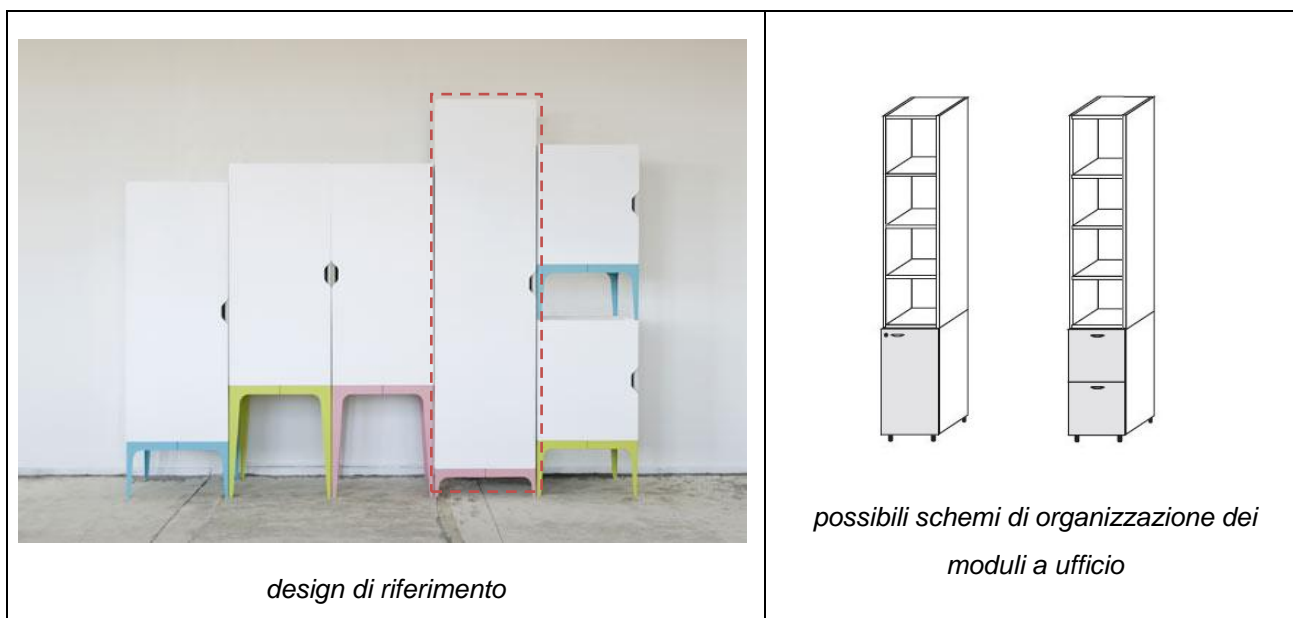 design di riferimento
possibili schemi di organizzazione dei
moduli a ufficio